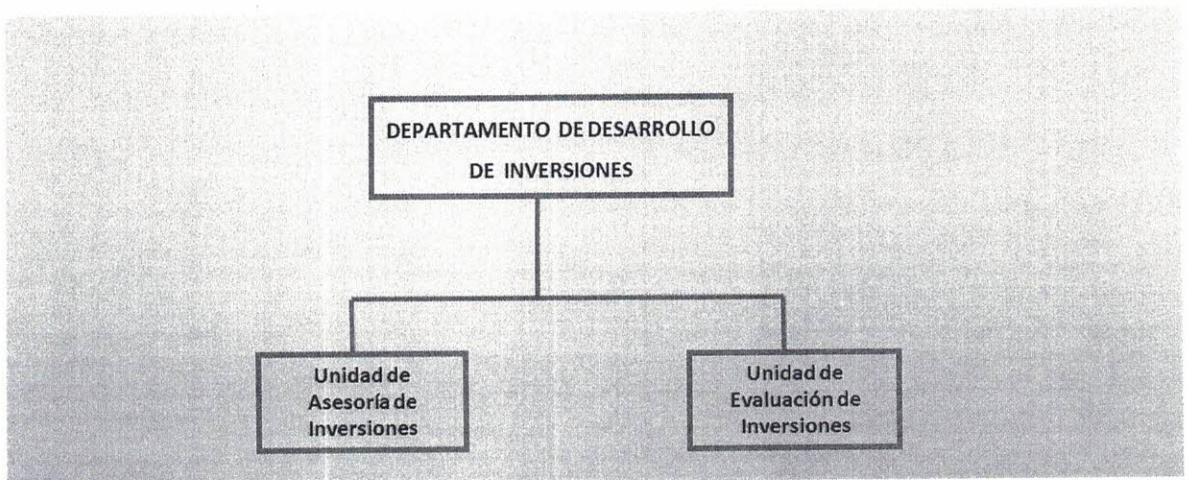 DEPARTAMENTO DE DESARROLLO
DE INVERSIONES
Unidad de
Asesoría de
Inversiones
Unidad de
Evaluación de
Inversiones